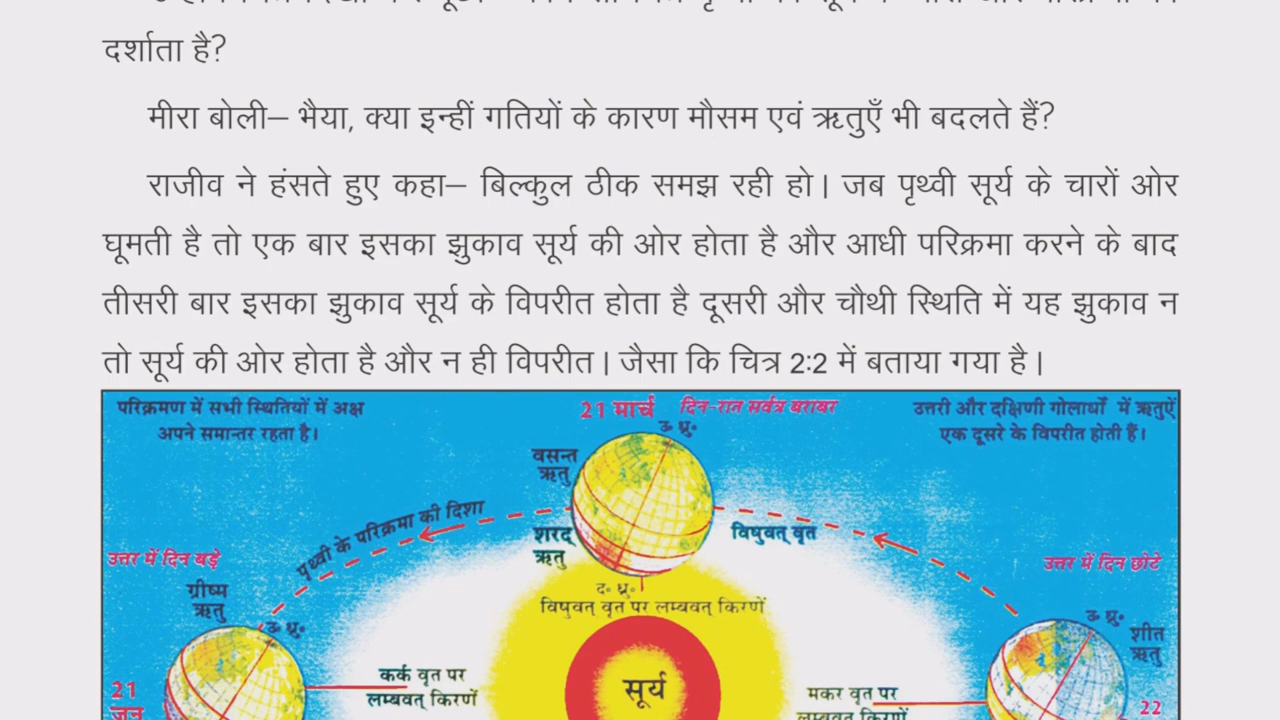 दर्शाता है?
मीरा बोली– भैया, क्या इन्हीं गतियों के कारण मौसम एवं ऋतुएँ भी बदलते हैं?
राजीव ने हंसते हुए कहा– बिल्कुल ठीक समझ रही हो। जब पृथ्वी सूर्य के चारों ओर
घूमती है तो एक बार इसका झुकाव सूर्य की ओर होता है और आधी परिक्रमा करने के बाद
तीसरी बार इसका झुकाव सूर्य के विपरीत होता है दूसरी और चौथी स्थिति में यह झुकाव न
तो सूर्य की ओर होता है और न ही विपरीत। जैसा कि चित्र 2:2 में बताया गया है।
परिक्रमण में सभी स्थितियों में अक्ष
अपने समान्तर रहता है।
21 मार्च दिन-रात सर्वत्र बराबर
उत्तरी और दक्षिणी गोलार्धों में ऋतुऐं
एक दूसरे के विपरीत होती हैं।
उ॰ ध्रु॰
वसन्त
ऋतु
पृथ्वी के परिक्रमा की दिशा
शरद्
ऋतु
विषुवत् वृत
उत्तर में दिन बड़े
उत्तर में दिन छोटे
ग्रीष्म
ऋतु
द॰ ध्रु॰
विषुवत् वृत पर लम्बवत् किरणों
उ॰ ध्रु॰
उ॰ ध्रु॰
शीत
ऋतु
कर्क वृत पर
लम्बवत् किरणों
सूर्य
मकर वृत पर
लम्बवत् किरणों
21
जून
22